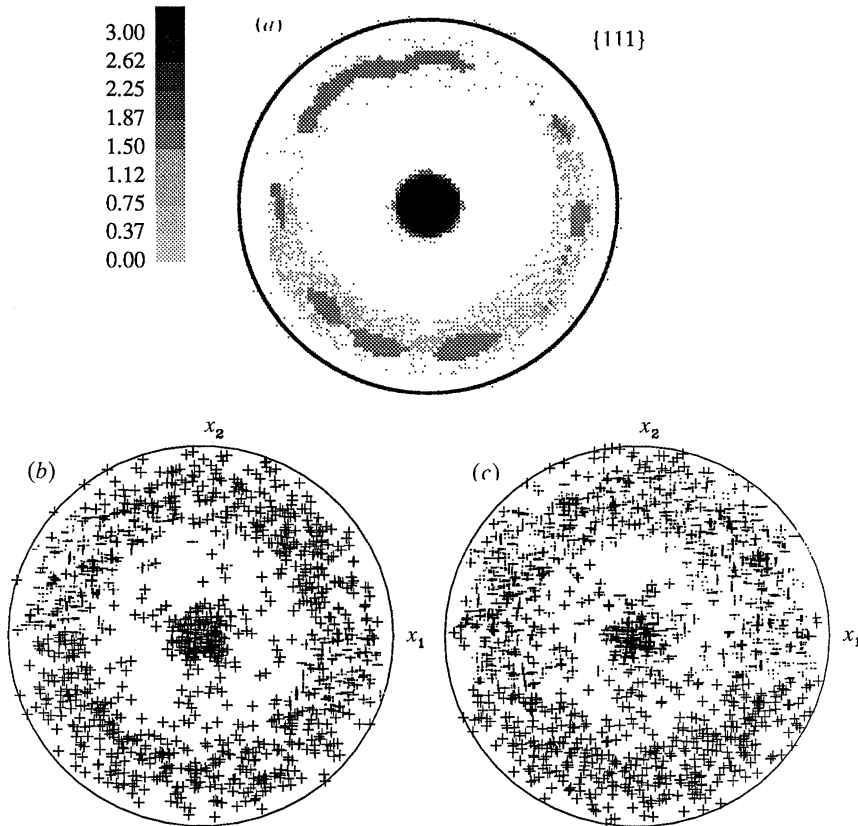 3.00
2.62
2.25
1.87
1.50
1.12
0.75
0.37
0.00
(a)
{111}
x₂
(b)
x₁
x₂
(c)
x₁